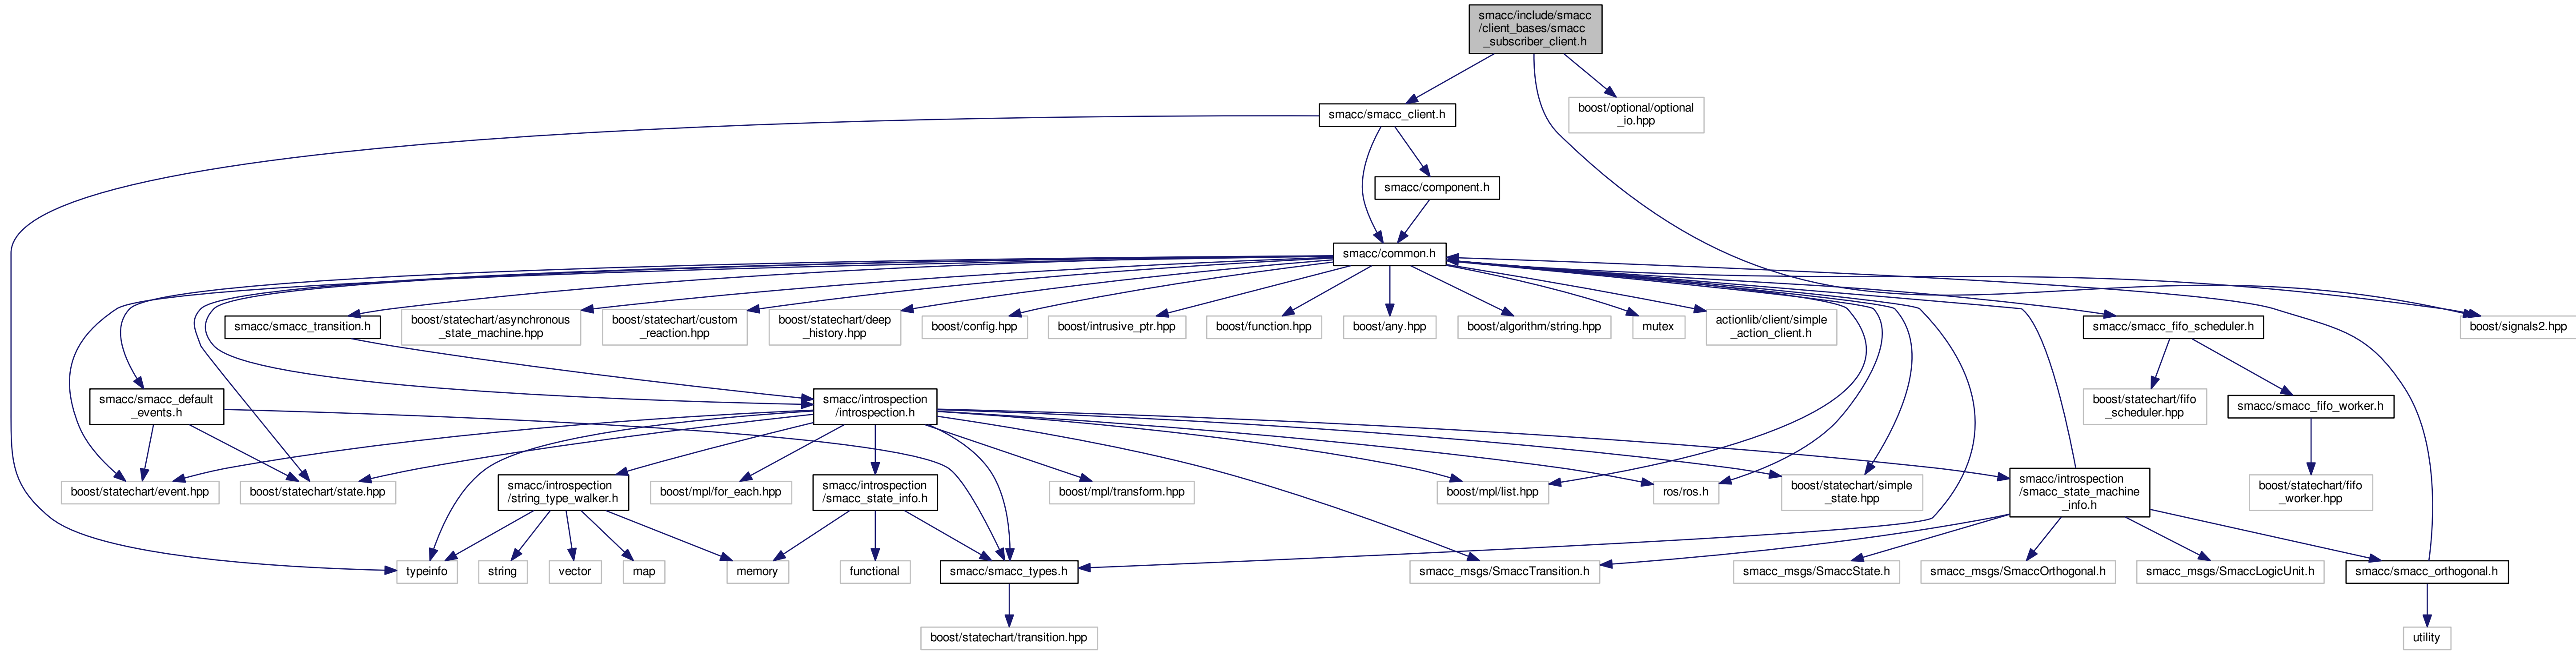 smacc/include/smacc
/client_bases/smacc
_subscriber_client.h
smacc/smacc_client.h
boost/optional/optional
_io.hpp
smacc/component.h
smacc/common.h
smacc/smacc_transition.h
boost/statechart/asynchronous
_state_machine.hpp
boost/statechart/custom
_reaction.hpp
boost/statechart/deep
_history.hpp
boost/config.hpp
boost/intrusive_ptr.hpp
boost/function.hpp
boost/any.hpp
boost/algorithm/string.hpp
mutex
actionlib/client/simple
_action_client.h
smacc/smacc_fifo_scheduler.h
boost/signals2.hpp
smacc/smacc_default
_events.h
smacc/introspection
/introspection.h
boost/statechart/fifo
_scheduler.hpp
smacc/smacc_fifo_worker.h
boost/statechart/event.hpp
boost/statechart/state.hpp
smacc/introspection
/string_type_walker.h
boost/mpl/for_each.hpp
smacc/introspection
/smacc_state_info.h
boost/mpl/transform.hpp
boost/mpl/list.hpp
ros/ros.h
boost/statechart/simple
_state.hpp
smacc/introspection
/smacc_state_machine
_info.h
boost/statechart/fifo
_worker.hpp
typeinfo
string
vector
map
memory
functional
smacc/smacc_types.h
smacc_msgs/SmaccTransition.h
smacc_msgs/SmaccState.h
smacc_msgs/SmaccOrthogonal.h
smacc_msgs/SmaccLogicUnit.h
smacc/smacc_orthogonal.h
boost/statechart/transition.hpp
utility